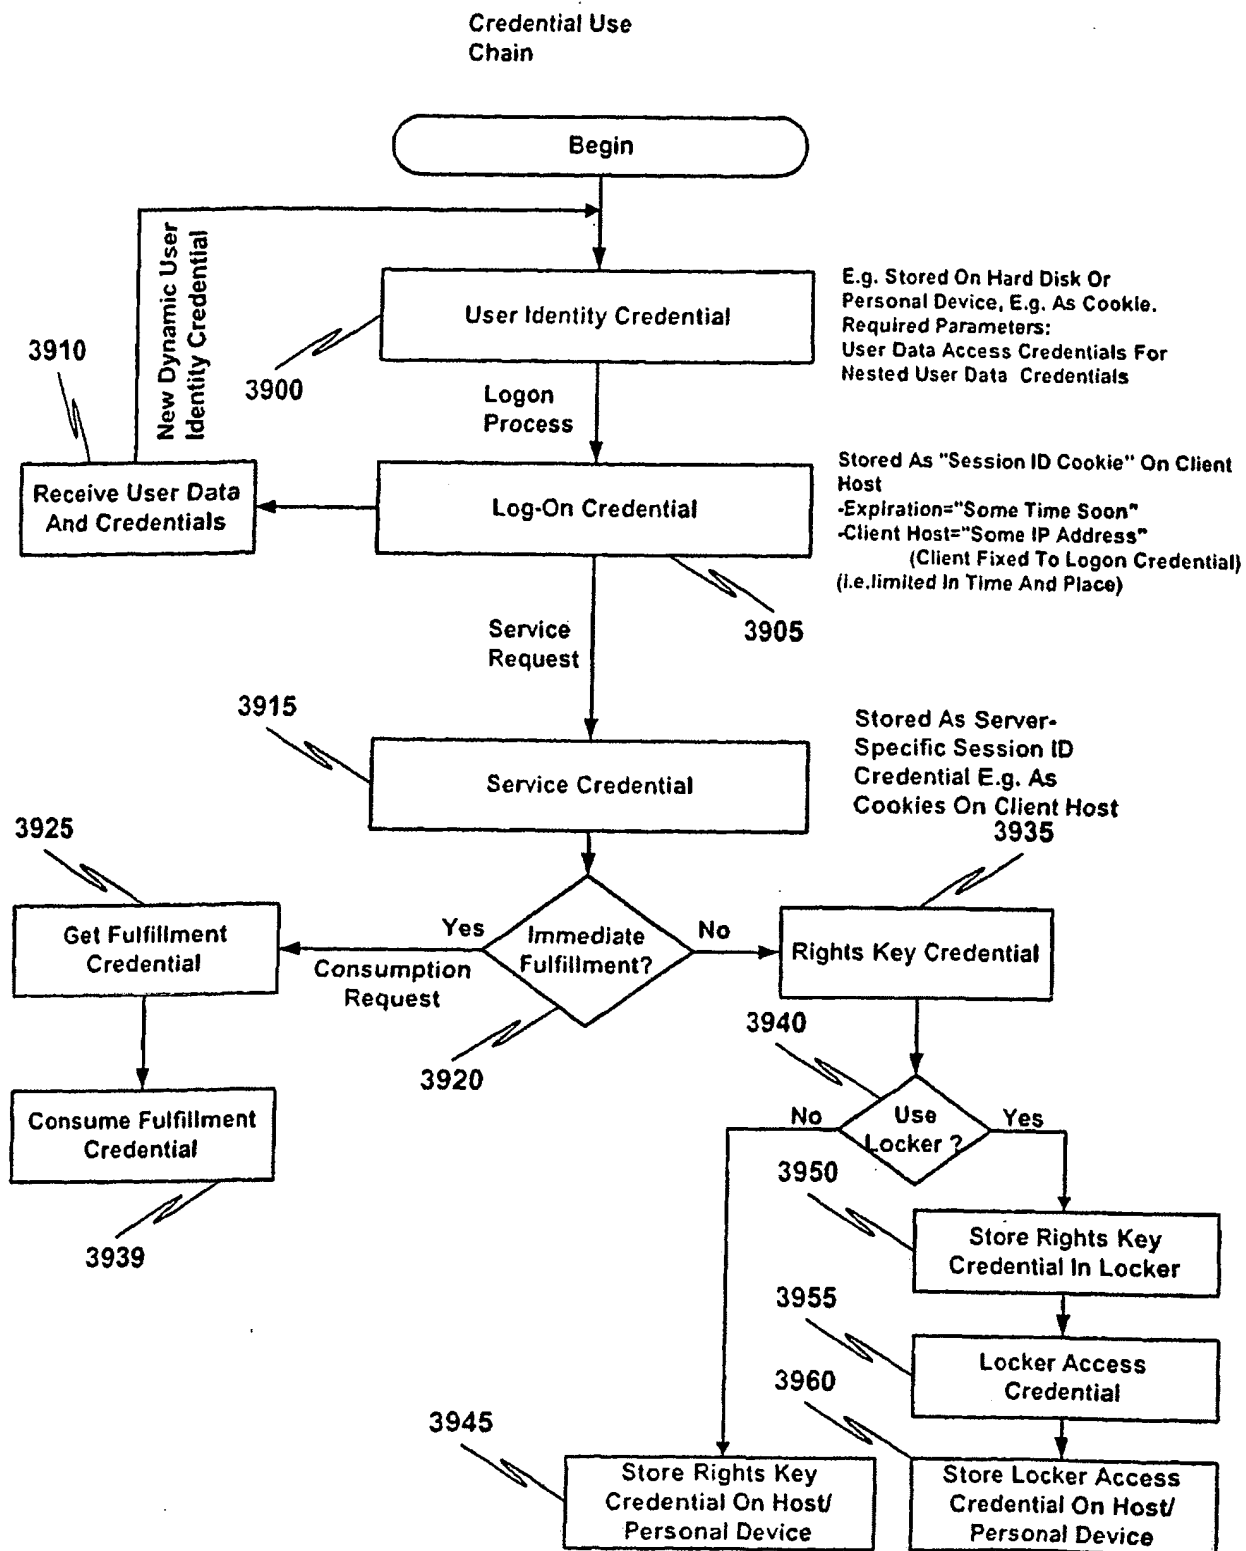 Credential Use
Chain
Begin
New Dynamic User
Identity Credential
User Identity Credential
E.g. Stored On Hard Disk Or
Personal Device, E.g. As Cookie.
Required Parameters:
User Data Access Credentials For
Nested User Data Credentials
3910
3900
Logon
Process
Receive User Data
And Credentials
Log-On Credential
Stored As "Session ID Cookie" On Client
Host
-Expiration="Some Time Soon"
-Client Host="Some IP Address"
(Client Fixed To Logon Credential)
(i.e.limited In Time And Place)
3905
Service
Request
3915
Service Credential
Stored As Server-
Specific Session ID
Credential E.g. As
Cookies On Client Host
3925
3935
Get Fulfillment
Credential
Yes
Consumption
Request
Immediate
Fulfillment?
No
Rights Key Credential
3920
3940
Consume Fulfillment
Credential
3939
No
Use
Locker ?
Yes
3950
Store Rights Key
Credential In Locker
3955
Locker Access
Credential
3960
3945
Store Rights Key
Credential On Host/
Personal Device
Store Locker Access
Credential On Host/
Personal Device